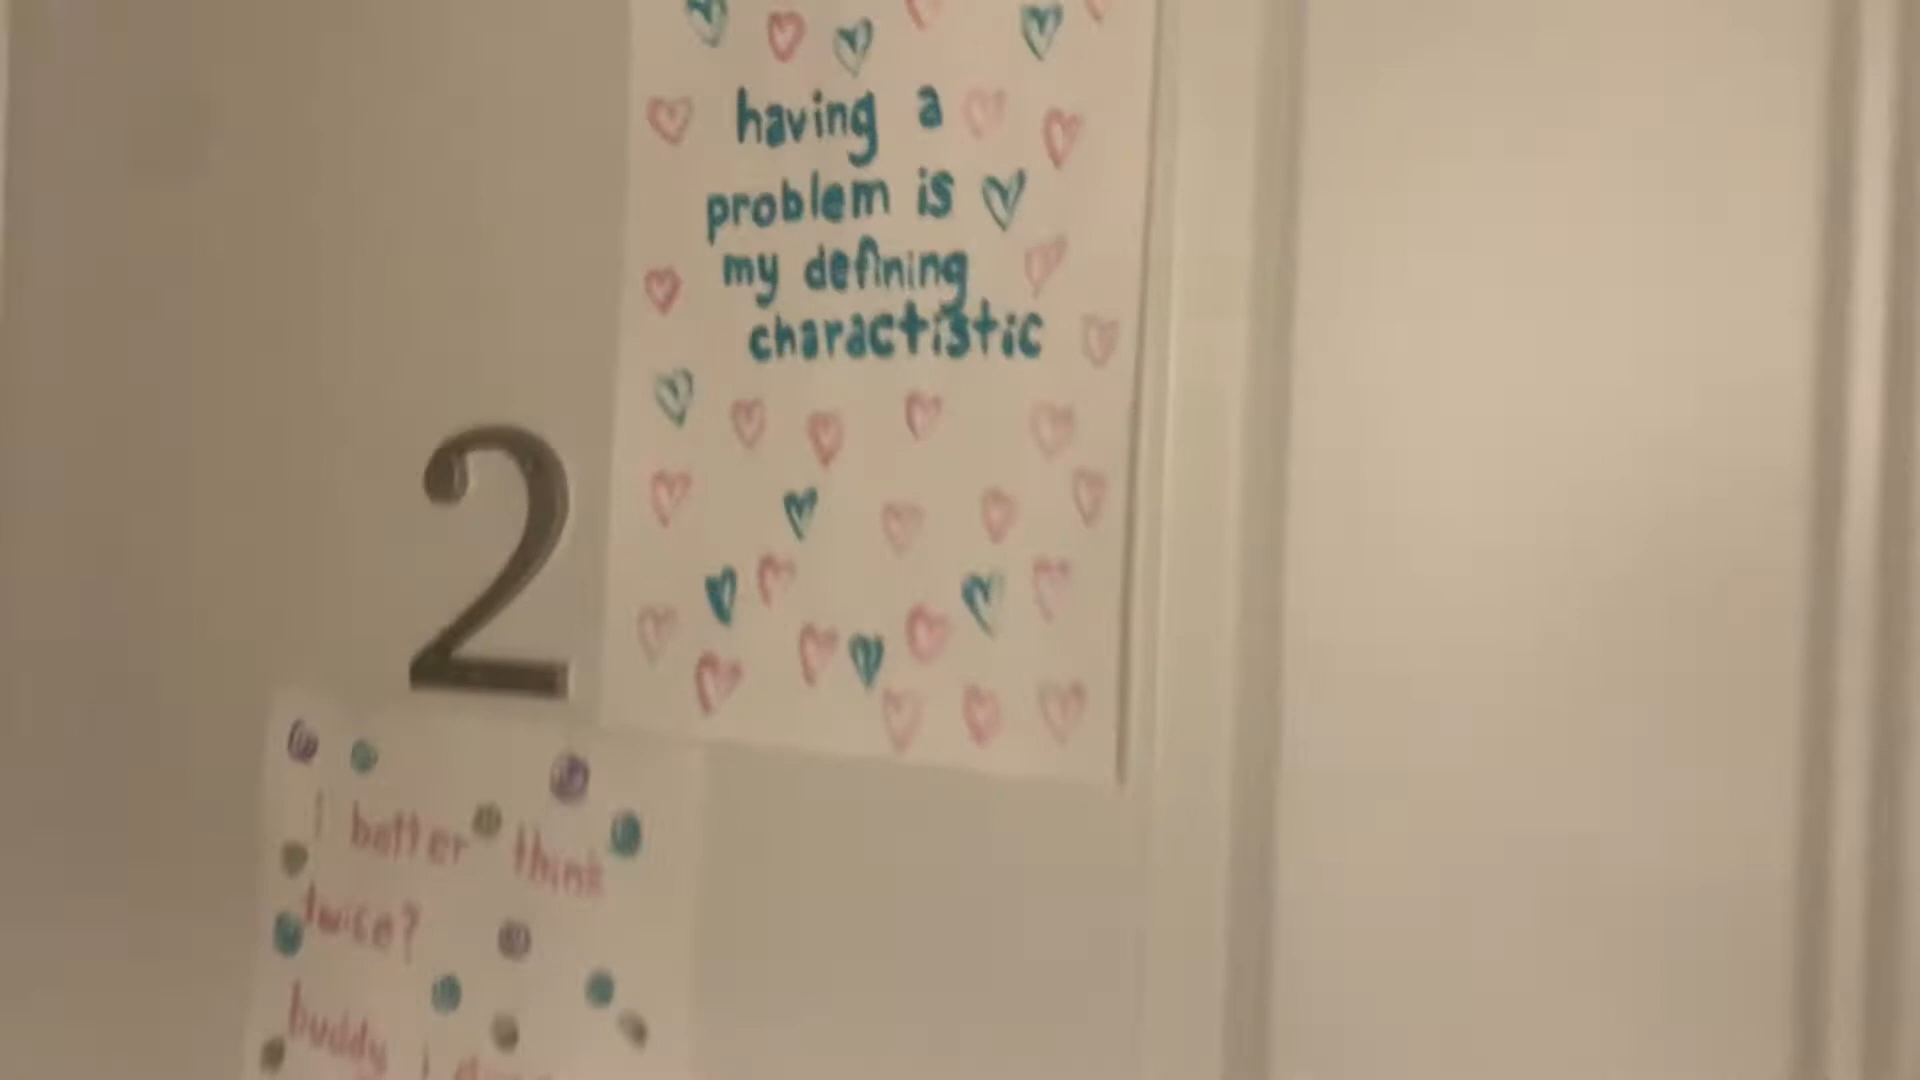 having a
problem is
my defining
charactistic
2
I better think
twice?
buddy I